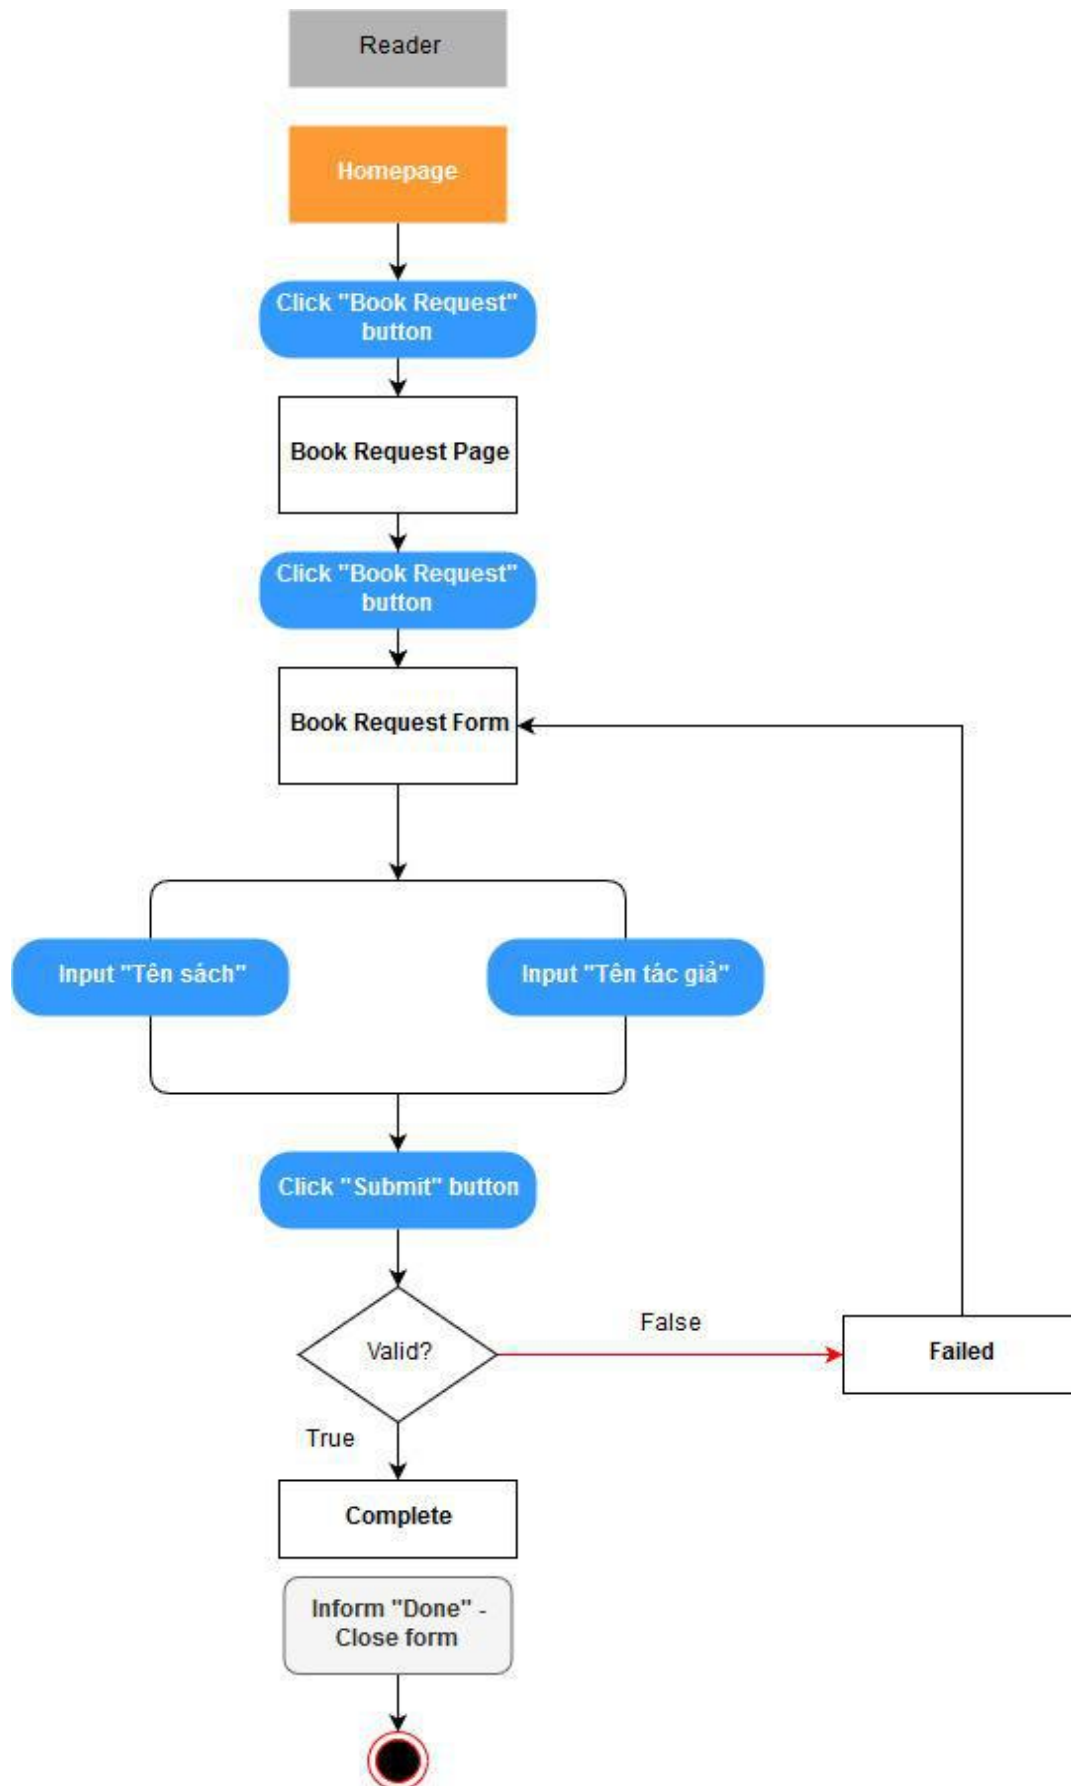 Reader
Homepage
Click "Book Request"
button
Book Request Page
Click "Book Request"
button
Book Request Form
Input "Tên sách"
Input "Tên tác giả"
Click "Submit" button
Valid?
False
Failed
True
Complete
Inform "Done" -
Close form